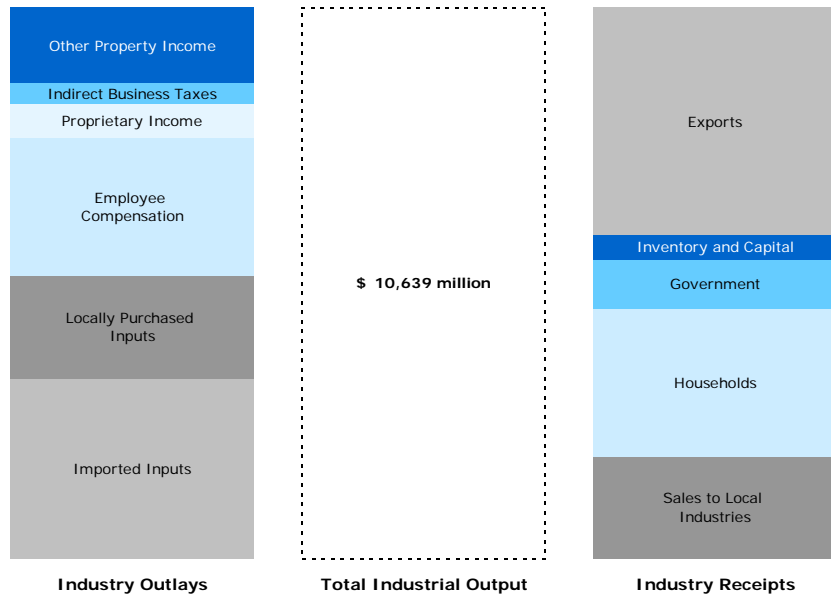 Other Property Income
Indirect Business Taxes
Proprietary Income
Employee
Compensation
Locally Purchased
Inputs
Imported Inputs
Industry Outlays
$ 10,639 million
Total Industrial Output
Exports
Inventory and Capital
Government
Households
Sales to Local
Industries
Industry Receipts